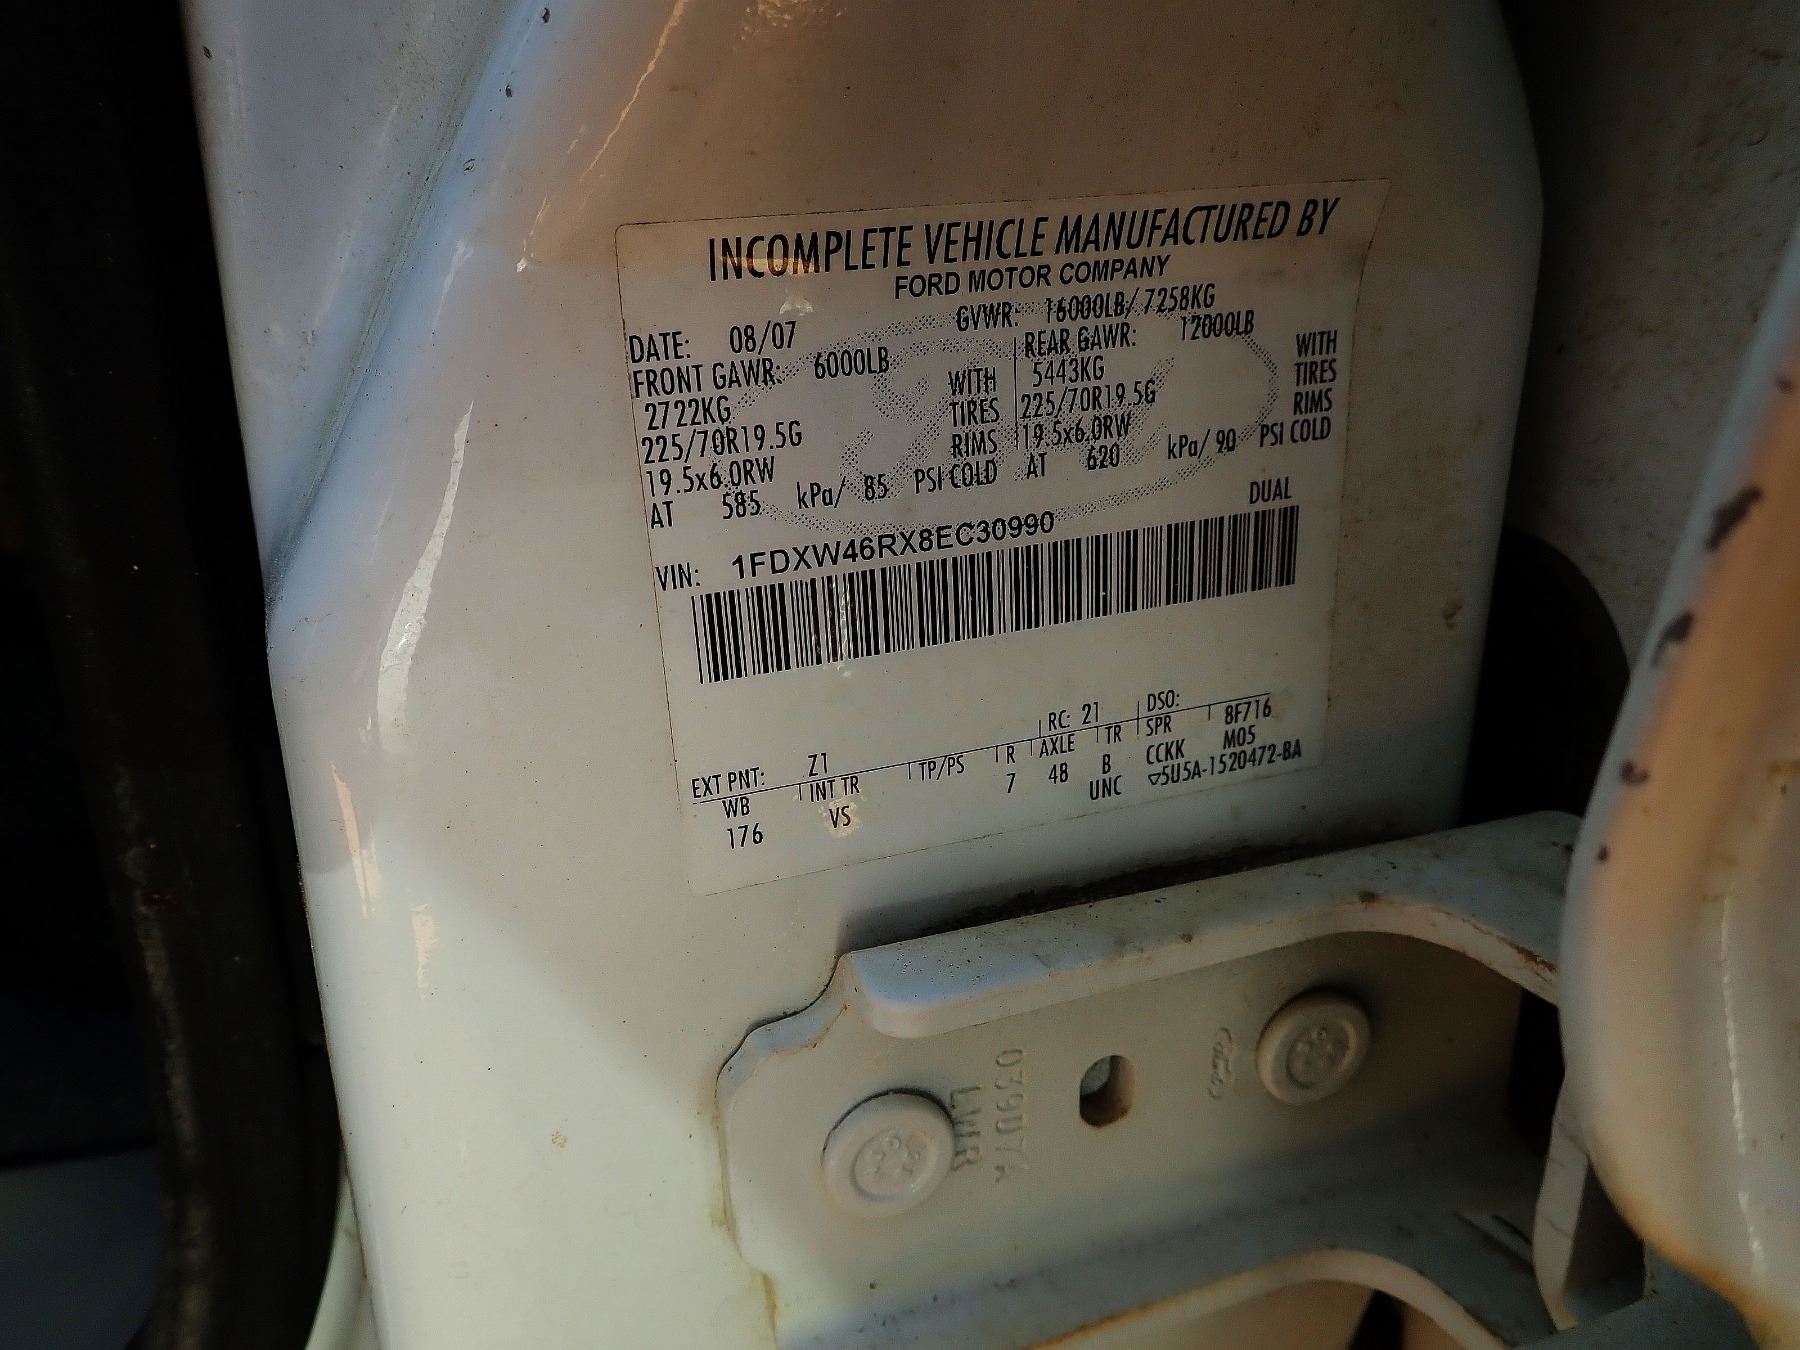 INCOMPLETE VEHICLE MANUFACTURED BY
FORD MOTOR COMPANY
DATE: 08/07 GVWR: 16000LB/ 7258KG
FRONT GAWR: 6000LB REAR GAWR: 12000LB
2722KG WITH 5443KG WITH
225/70R19.5G TIRES 225/70R19.5G TIRES
19.5x6.0RW RIMS 19.5x6.0RW RIMS
AT 585 kPa/ 85 PSI COLD AT 620 kPa/ 90 PSI COLD
DUAL
VIN: 1FDXW46RX8EC30990
EXT PNT: Z1 RC: 21 DSO:
WB INT TR TP/PS R AXLE TR SPR 8F716
176 VS 7 48 B CCKK M05
UNC ▽5U5A-1520472-BA
039D7A
LWR
Ford